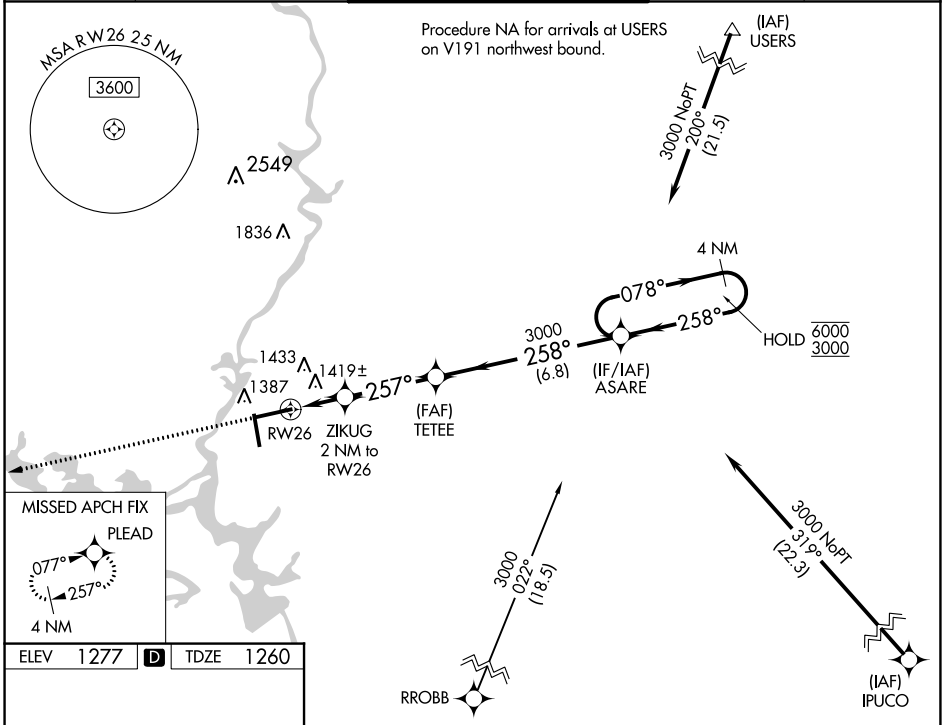 MSA RW26 25 NM
3600
Procedure NA for arrivals at USERS
on V191 northwest bound.
(IAF)
USERS
3000 NoPT
200°
(21.5)
2549
1836
4 NM
078°
258°
HOLD 6000
3000
3000
258°
(6.8)
(IF/IAF)
ASARE
1433
1419±
1387
257°
(FAF)
TETEE
RW26
ZIKUG
2 NM to
RW26
MISSED APCH FIX
PLEAD
077°
257°
4 NM
3000
022°
(18.5)
RROBB
3000 NoPT
319°
(22.3)
(IAF)
IPUCO
ELEV 1277 D TDZE 1260